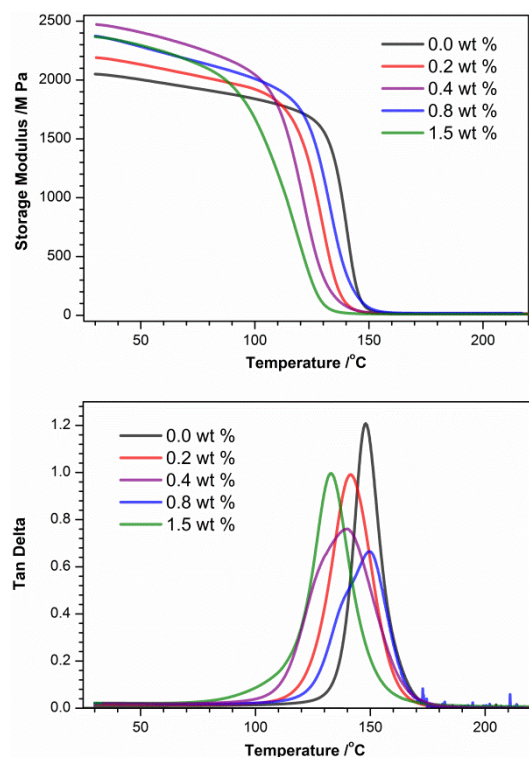 2500
2000
1500
1000
500
0
Storage Modulus /M Pa
0.0 wt %
0.2 wt %
0.4 wt %
0.8 wt %
1.5 wt %
50
100
150
200
Temperature /°C
1.2
1.0
0.8
0.6
0.4
0.2
0.0
Tan Delta
0.0 wt %
0.2 wt %
0.4 wt %
0.8 wt %
1.5 wt %
50
100
150
200
Temperature /°C